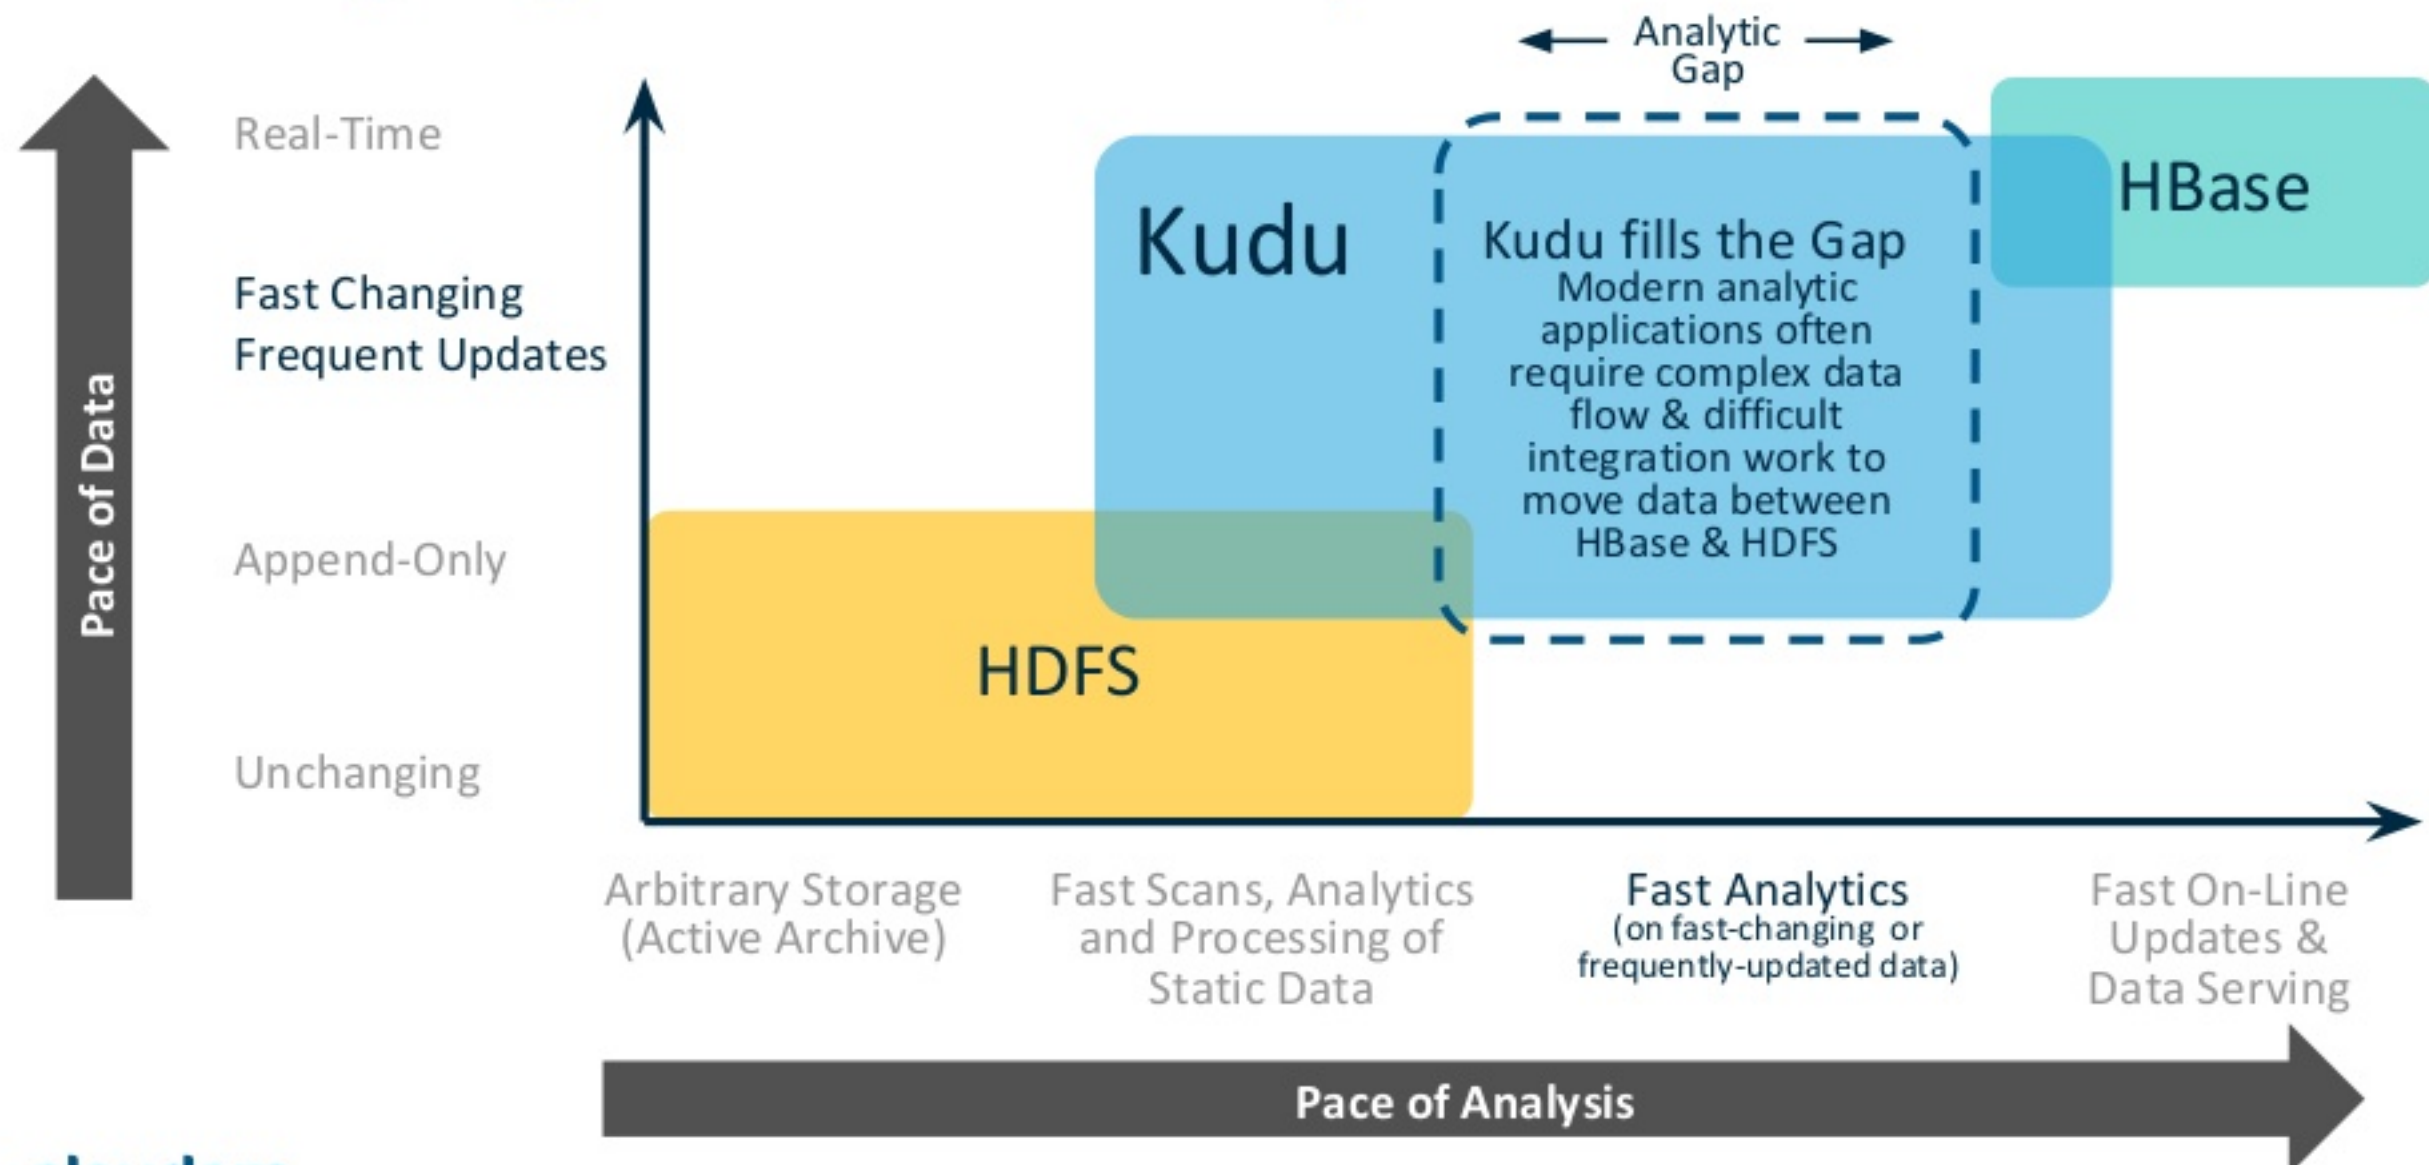 Analytic
Gap
Real-Time
HBase
Kudu
Kudu fills the Gap
Modern analytic
applications often
require complex data
flow & difficult
integration work to
move data between
HBase & HDFS
Fast Changing
Frequent Updates
Pace of Data
Append-Only
HDFS
Unchanging
Arbitrary Storage
(Active Archive)
Fast Scans, Analytics
and Processing of
Static Data
Fast Analytics
(on fast-changing or
frequently-updated data)
Fast On-Line
Updates &
Data Serving
Pace of Analysis